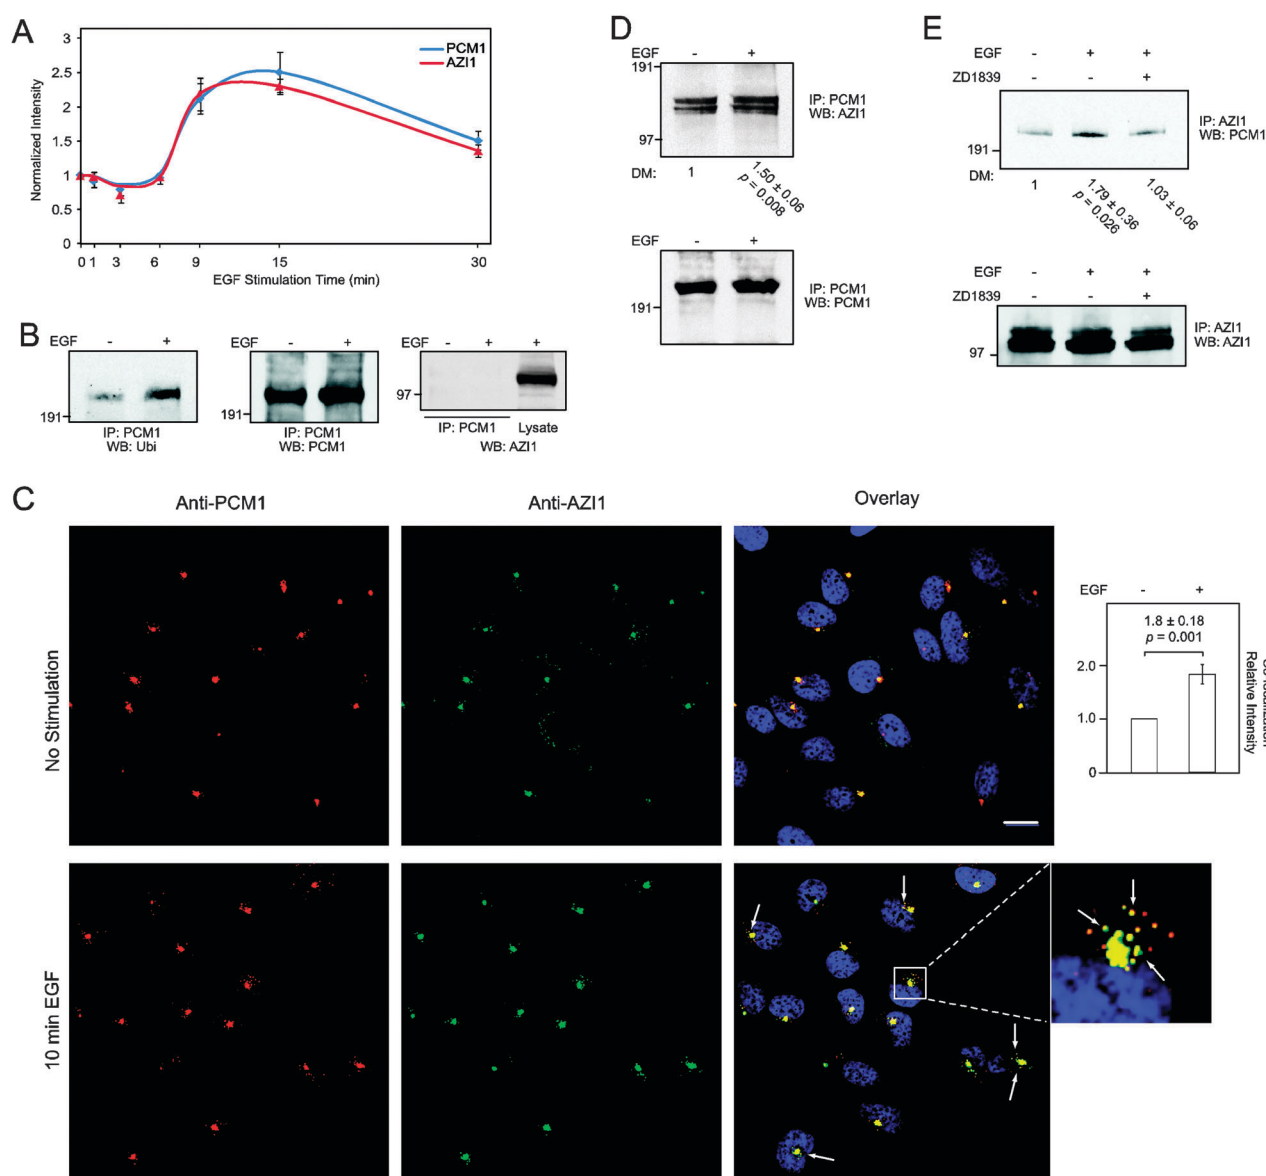 A
3
2.5
2
1.5
1
0.5
0
Normalized Intensity
PCM1
AZI1
0 1 3 6 9 15 30
EGF Stimulation Time (min)
B
EGF - +
191
IP: PCM1
WB: Ubi
EGF - +
191
IP: PCM1
WB: PCM1
EGF - + +
97
IP: PCM1 Lysate
WB: AZI1
D
EGF - +
191
97
IP: PCM1
WB: AZI1
DM: 1 1.50 ± 0.06
p = 0.008
EGF - +
191
IP: PCM1
WB: PCM1
E
EGF - + +
ZD1839 - - +
191
IP: AZI1
WB: PCM1
DM: 1 1.79 ± 0.36 1.03 ± 0.06
p = 0.026
EGF - + +
ZD1839 - - +
97
IP: AZI1
WB: AZI1
C
Anti-PCM1 Anti-AZI1 Overlay
No Stimulation
10 min EGF
EGF - +
1.8 ± 0.18
p = 0.001
2.0
1.0
0
Relative Intensity